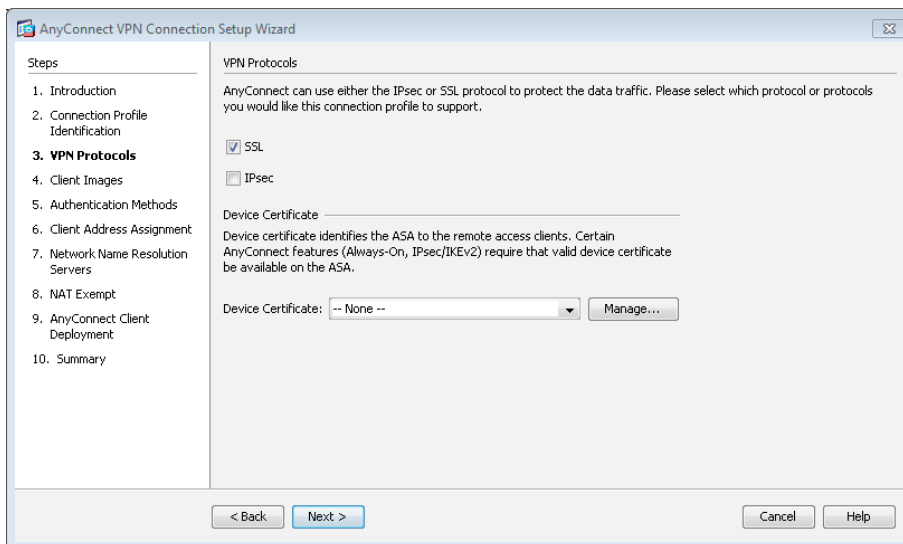 AnyConnect VPN Connection Setup Wizard
Steps
1. Introduction
2. Connection Profile
Identification
3. VPN Protocols
4. Client Images
5. Authentication Methods
6. Client Address Assignment
7. Network Name Resolution
Servers
8. NAT Exempt
9. AnyConnect Client
Deployment
10. Summary
VPN Protocols
AnyConnect can use either the IPsec or SSL protocol to protect the data traffic. Please select which protocol or protocols
you would like this connection profile to support.
SSL
IPsec
Device Certificate
Device certificate identifies the ASA to the remote access clients. Certain
AnyConnect features (Always-On, IPsec/IKEv2) require that valid device certificate
be available on the ASA.
Device Certificate: -- None -- Manage...
< Back Next > Cancel Help